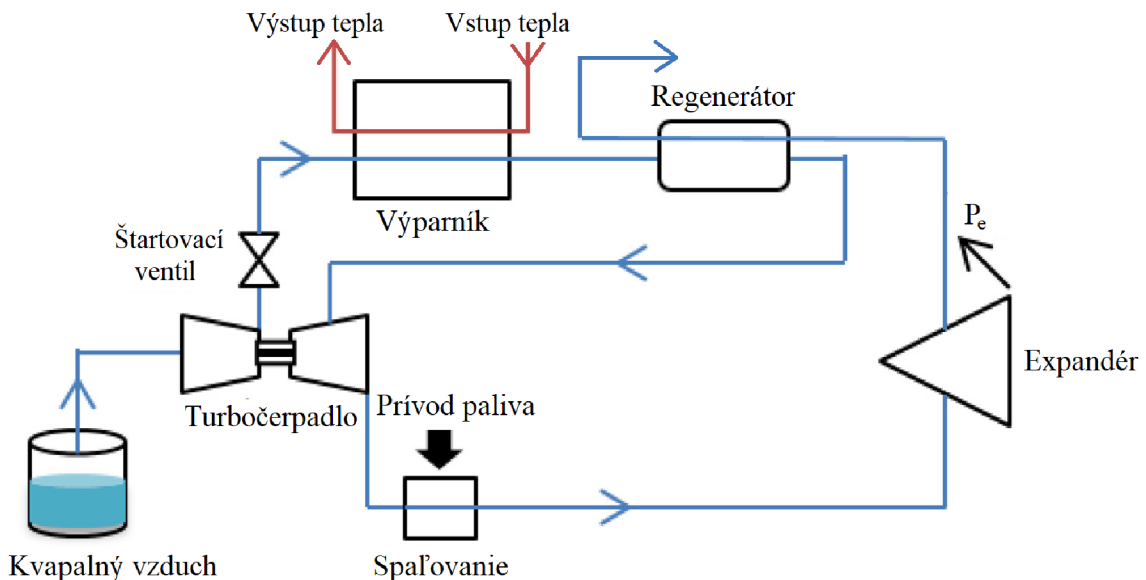 Výstup tepla
Vstup tepla
Regenerátor
Výparník
Štartovací
ventil
Pe
Expandér
Turbočerpadlo
Prívod paliva
Kvapalný vzduch
Spaľovanie